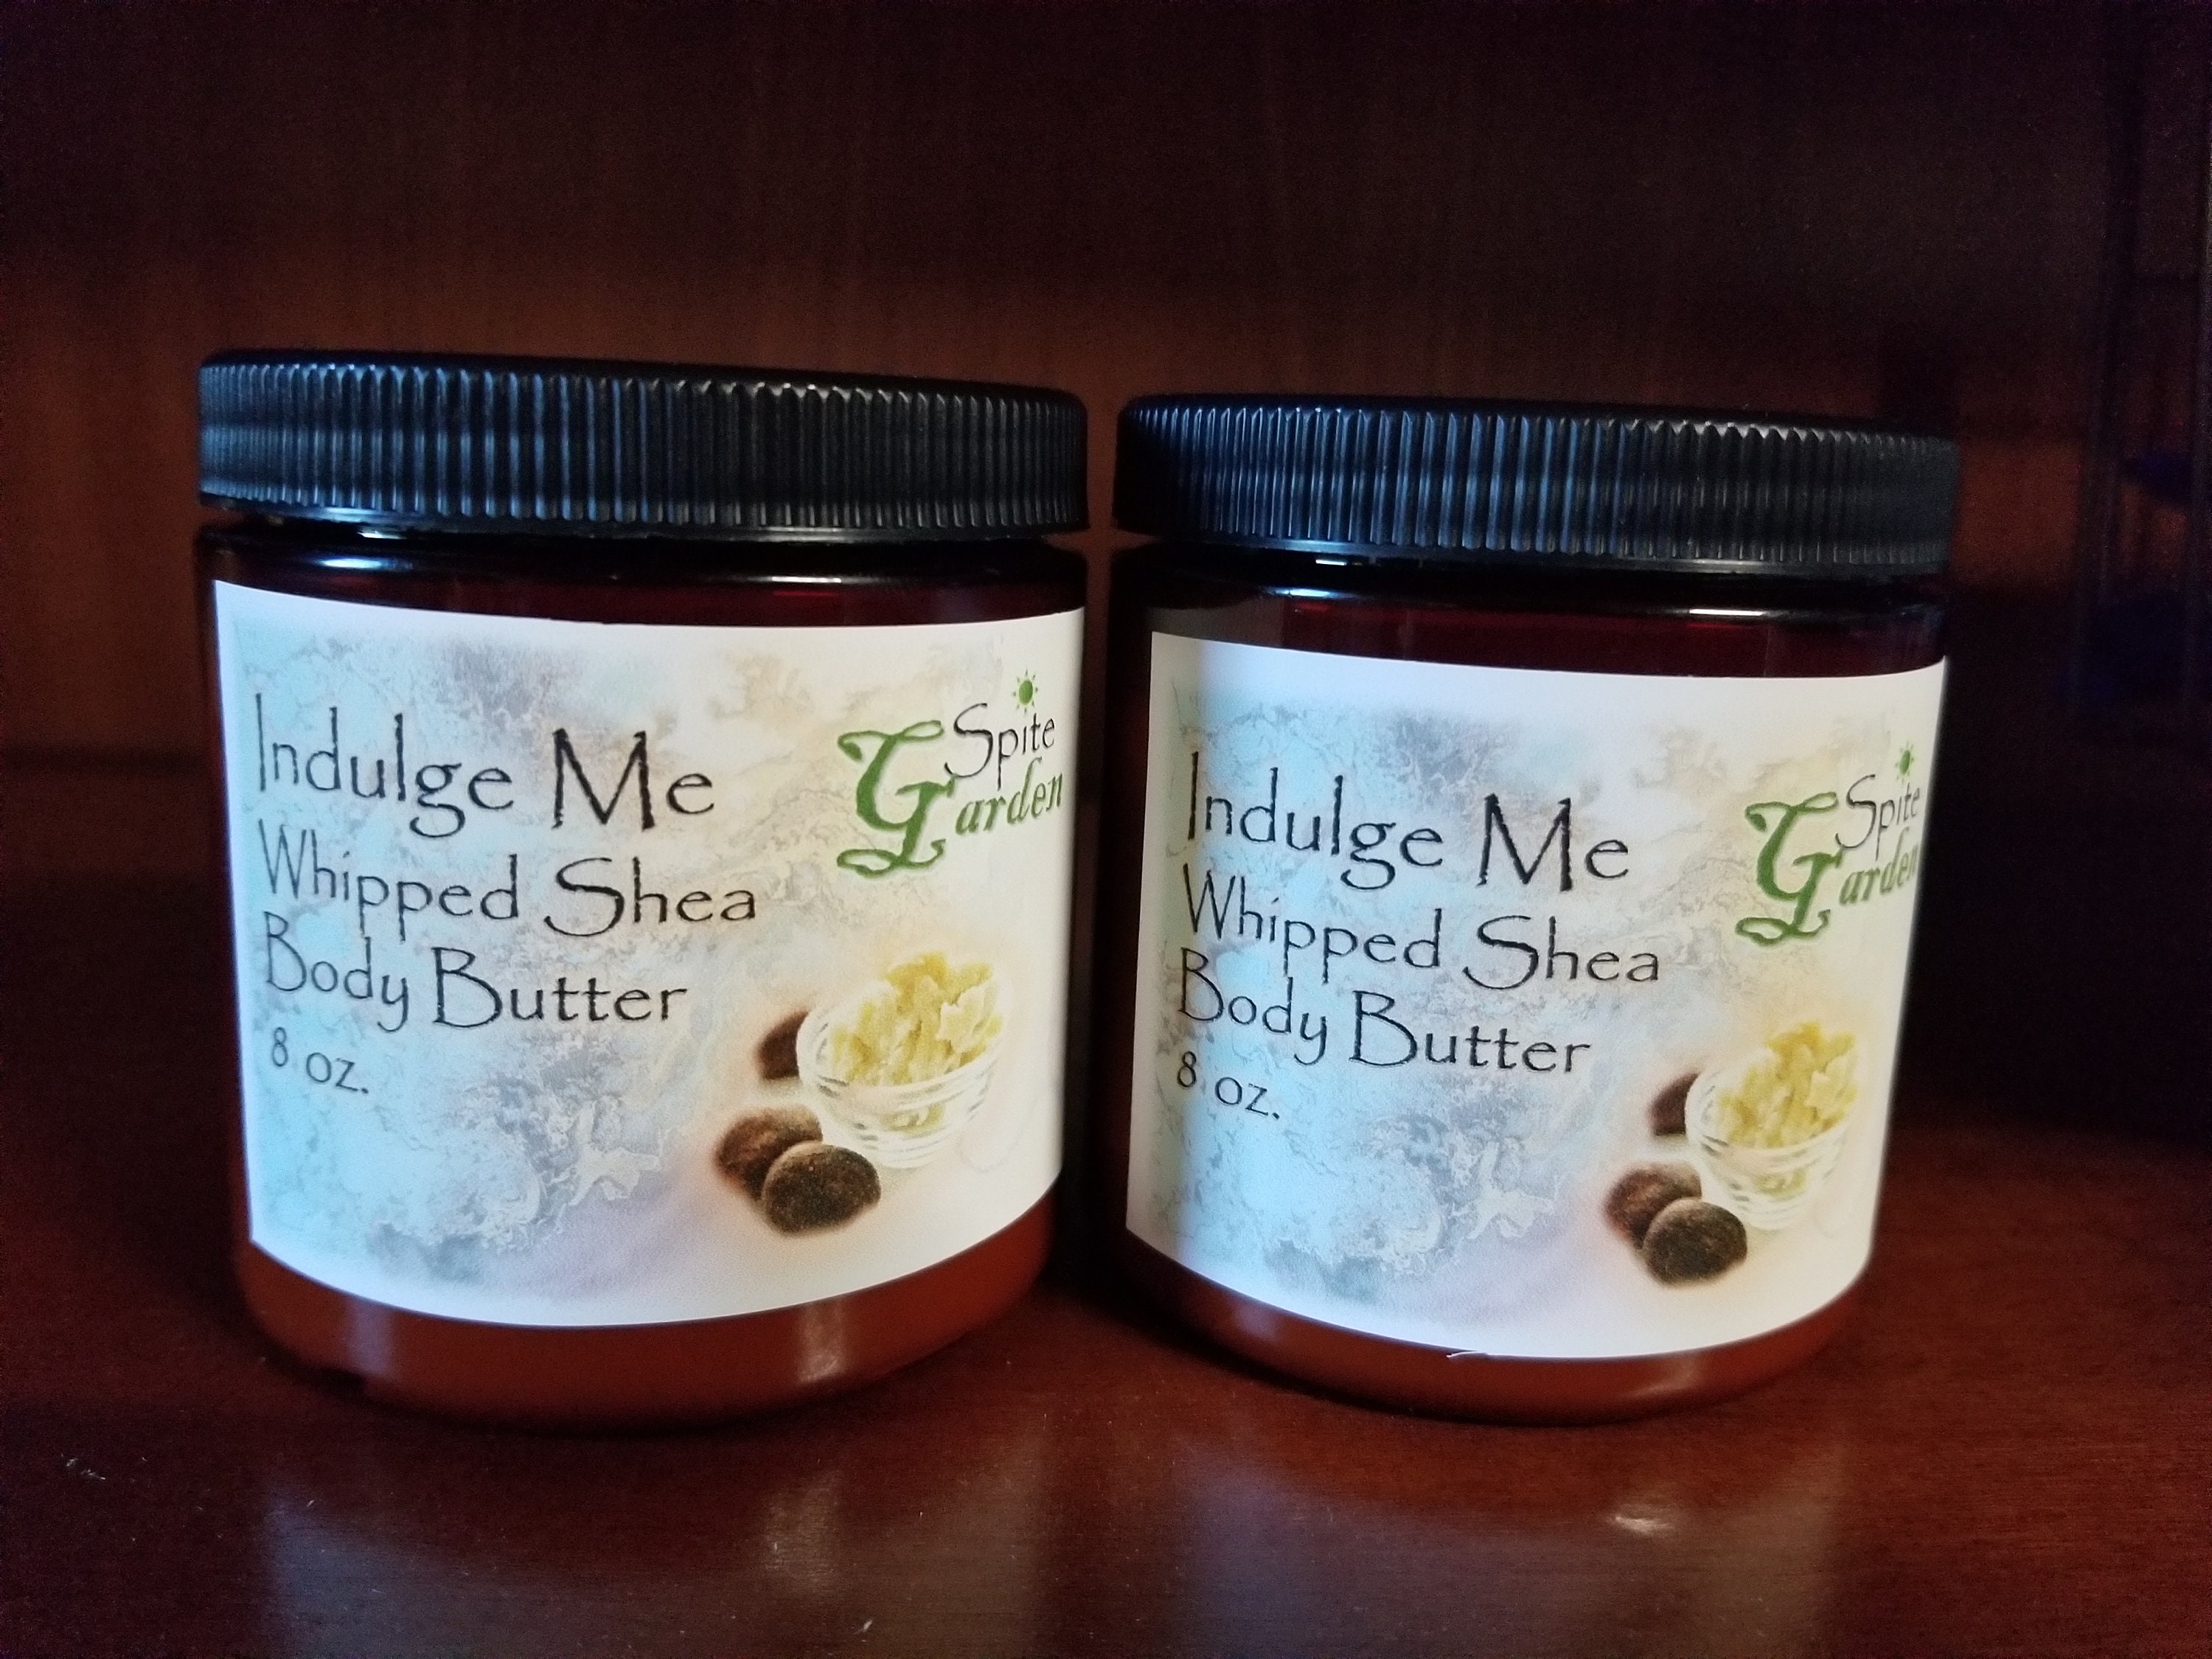 Indulge Me
Whipped Shea
Body Butter
8 oz.
Spite
Garden
Indulge Me
Whipped Shea
Body Butter
8 oz.
Spite
Garden